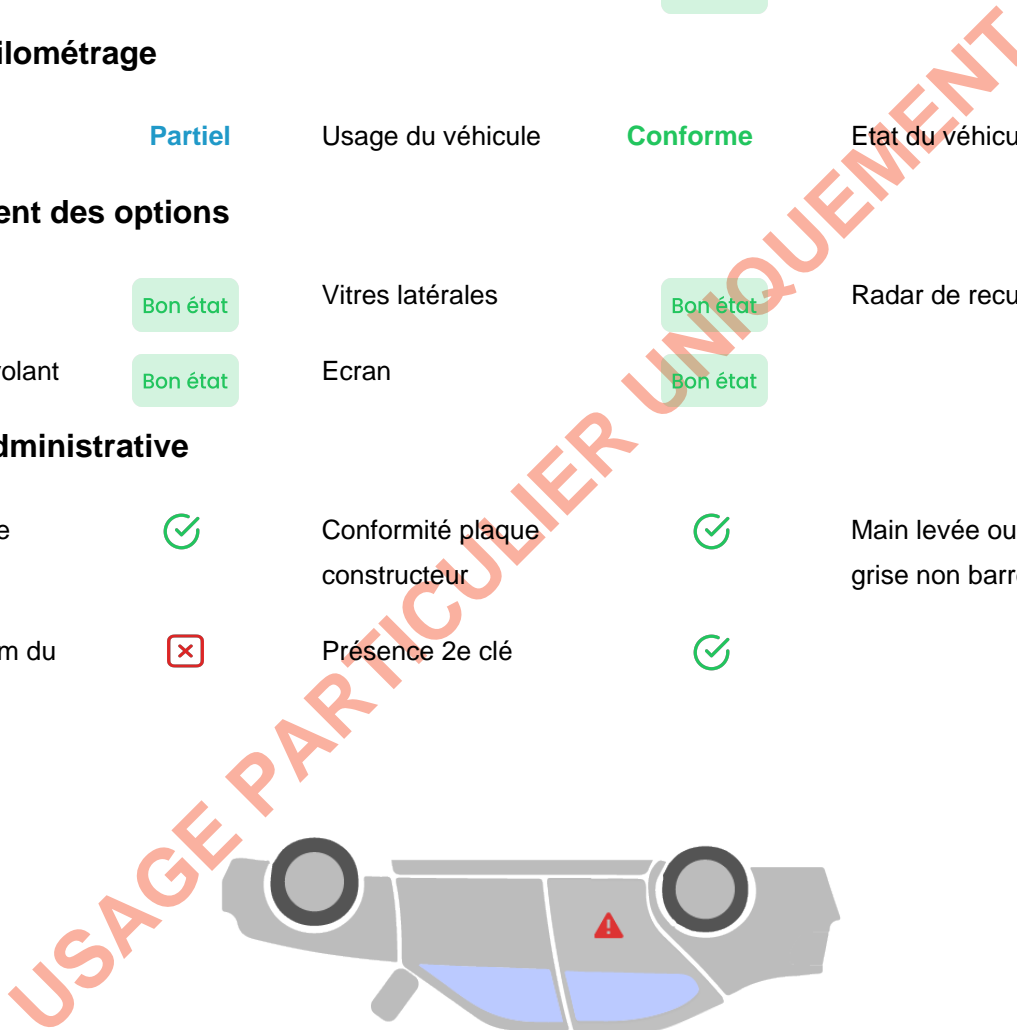 ilométrage
Partiel Usage du véhicule Conforme Etat du véhicu
ent des options
Bon état Vitres latérales Bon état Radar de recu
olant Bon état Ecran Bon état
dministrative
e Conformité plaque Main levée ou
constructeur grise non barr
m du Présence 2e clé
USAGE PARTICULIER UNIQUEMENT